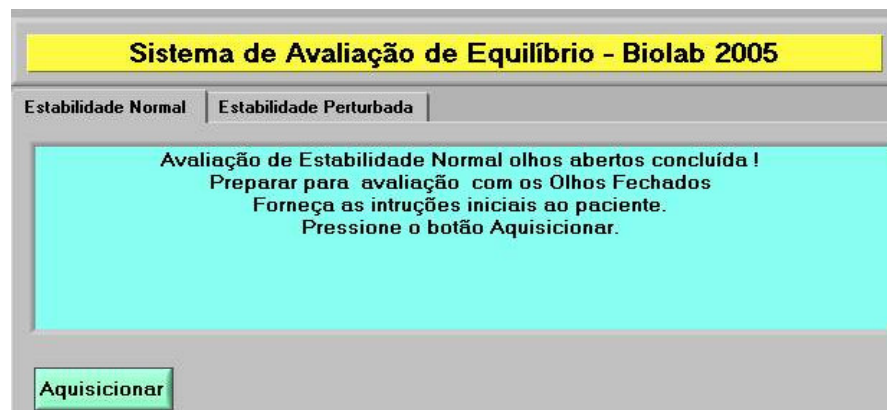 Sistema de Avaliação de Equilíbrio - Biolab 2005
Estabilidade Normal Estabilidade Perturbada
Avaliação de Estabilidade Normal olhos abertos concluída !
Preparar para avaliação com os Olhos Fechados
Forneça as intruções iniciais ao paciente.
Pressione o botão Aquisicionar.
Aquisicionar